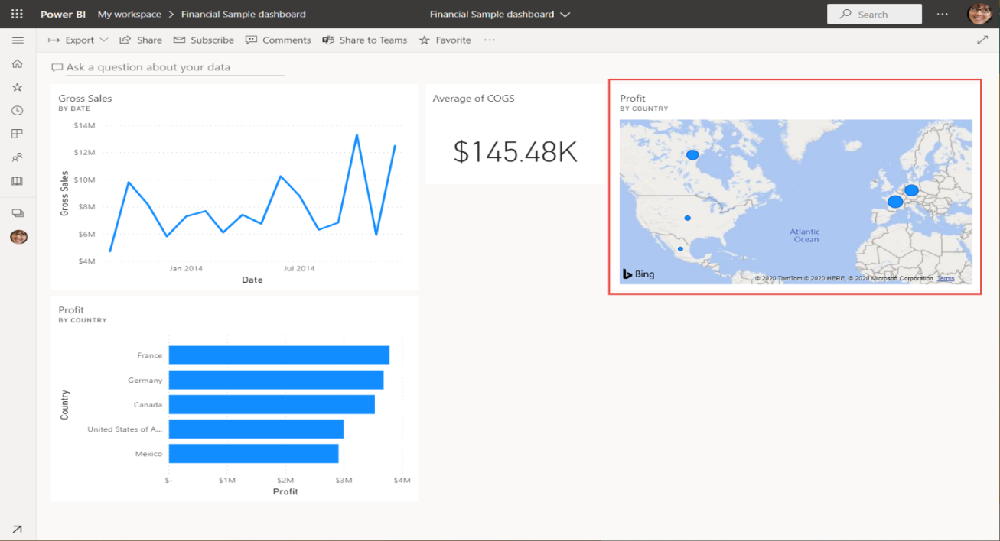 Power BI My workspace > Financial Sample dashboard
Financial Sample dashboard
Search
Export
Share
Subscribe
Comments
Share to Teams
Favorite
Ask a question about your data
Gross Sales
BY DATE
$14M
$12M
$10M
$8M
$6M
$4M
Gross Sales
Jan 2014
Jul 2014
Date
Average of COGS
$145.48K
Profit
BY COUNTRY
Atlantic
Ocean
Bing
© 2020 TomTom © 2020 HERE, © 2020 Microsoft Corporation Terms
Profit
BY COUNTRY
Country
France
Germany
Canada
United States of A...
Mexico
$-
$1M
$2M
$3M
$4M
Profit